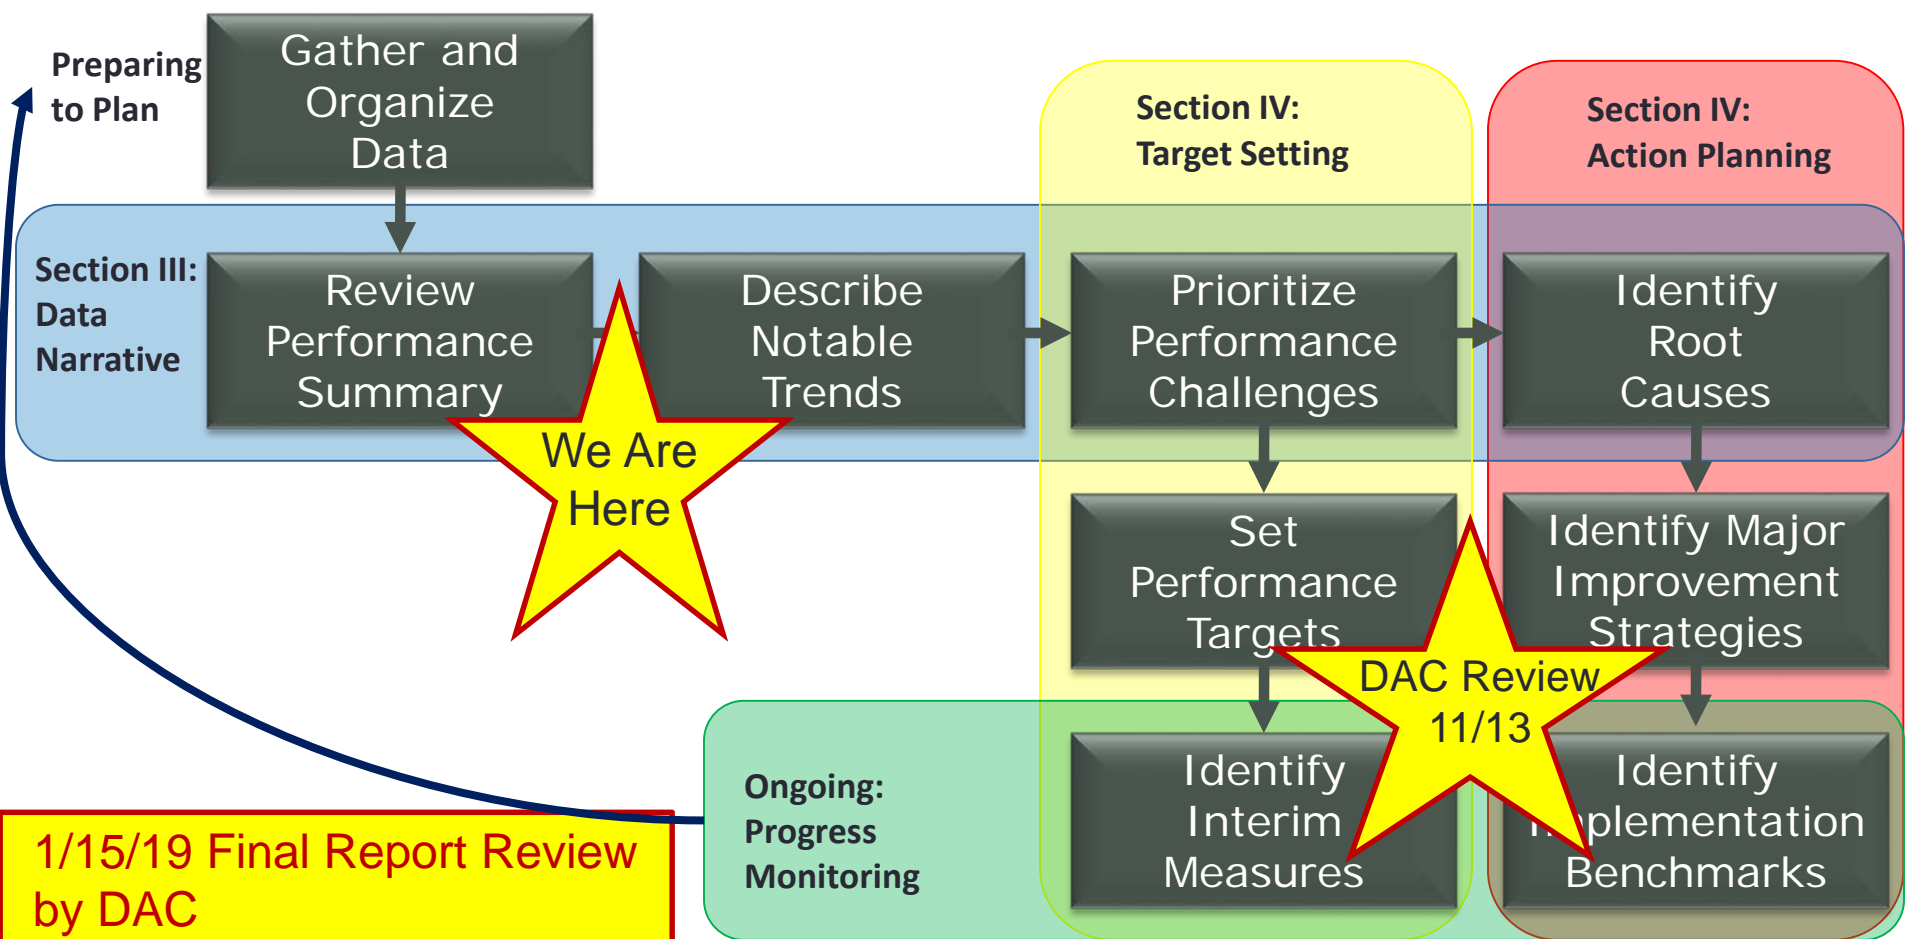 Preparing
to Plan
Gather and
Organize
Data
Section IV:
Target Setting
Section IV:
Action Planning
Section III:
Data
Narrative
Review
Performance
Summary
Describe
Notable
Trends
Prioritize
Performance
Challenges
Identify
Root
Causes
We Are
Here
Set
Performance
Targets
Identify Major
Improvement
Strategies
DAC Review
11/13
Ongoing:
Progress
Monitoring
Identify
Interim
Measures
Identify
Implementation
Benchmarks
1/15/19 Final Report Review
by DAC